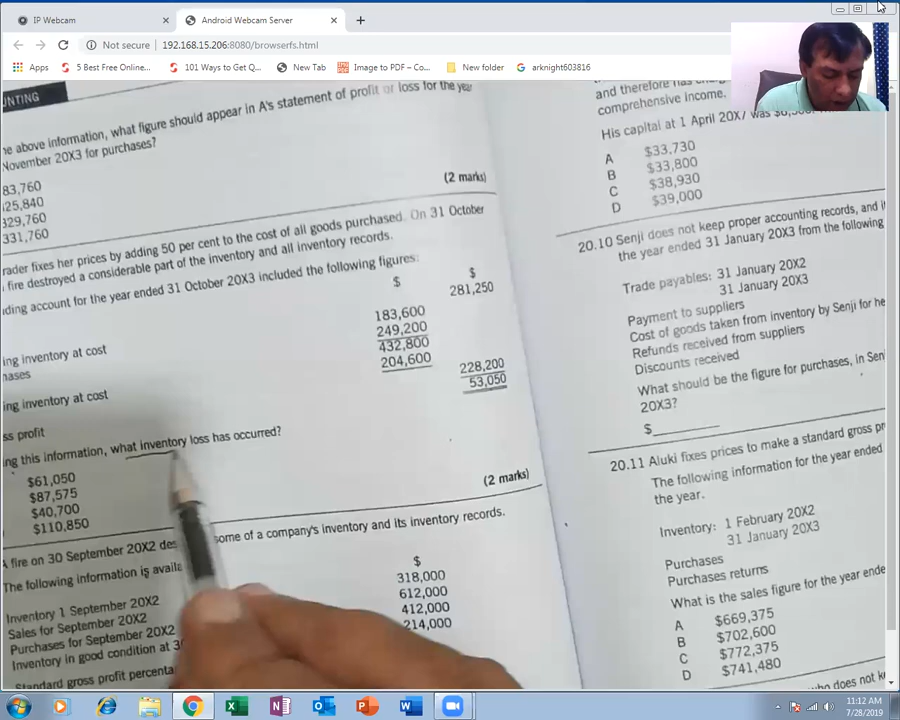 IP Webcam
Android Webcam Server
Not secure 192.168.15.206:8080/browserfs.html
Apps 5 Best Free Online... 101 Ways to Get Q... New Tab Image to PDF – Co... New folder arknight603816
UNTING
he above information, what figure should appear in A's statement of profit or loss for the year
November 20X3 for purchases?
83,760
25,840
329,760
331,760
(2 marks)
rader fixes her prices by adding 50 per cent to the cost of all goods purchased. On 31 October
fire destroyed a considerable part of the inventory and all inventory records.
ding account for the year ended 31 October 20X3 included the following figures:
$ $
281,250
ing inventory at cost 183,600
hases 249,200
432,800
ing inventory at cost 204,600
228,200
ss profit 53,050
ng this information, what inventory loss has occurred?
$61,050
$87,575
$40,700
$110,850
(2 marks)
A fire on 30 September 20X2 des some of a company's inventory and its inventory records.
The following information is availa
$
Inventory 1 September 20X2 318,000
Sales for September 20X2 612,000
Purchases for September 20X2 412,000
Inventory in good condition at 3 214,000
Standard gross profit percenta
and therefore has
comprehensive income.
His capital at 1 April 20X7 was
A $33,730
B $33,800
C $38,930
D $39,000
20.10 Senji does not keep proper accounting records, and i
the year ended 31 January 20X3 from the following
Trade payables: 31 January 20X2
31 January 20X3
Payment to suppliers
Cost of goods taken from inventory by Senji for he
Refunds received from suppliers
Discounts received
What should be the figure for purchases, in Sen
20X3?
$
20.11 Aluki fixes prices to make a standard gross pr
The following information for the year ended
the year.
Inventory: 1 February 20X2
31 January 20X3
Purchases
Purchases returns
What is the sales figure for the year ende
A $669,375
B $702,600
C $772,375
D $741,480
who does not k
11:12 AM
7/28/2019